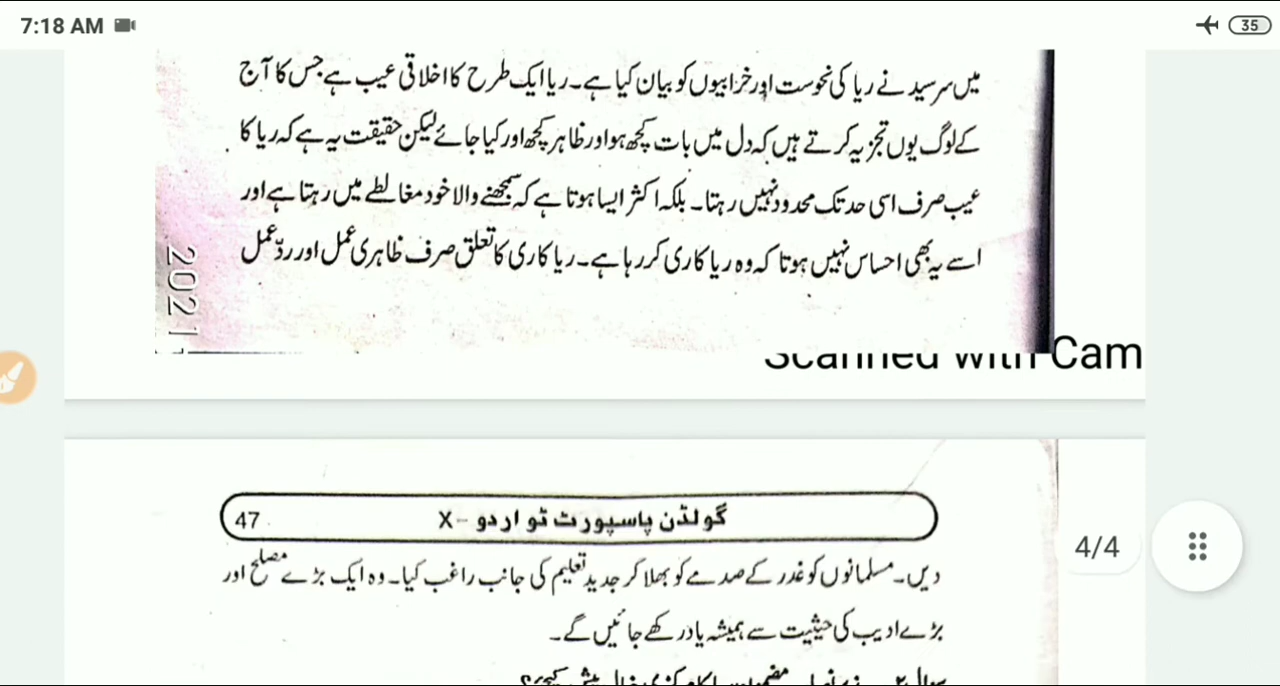 7:18 AM
35
میں سرسید نے ریا کی نحوست اور خرابیوں کو بیان کیا ہے۔ ریا ایک طرح کا اخلاقی عیب ہے جس کا آج
کے لوگ یوں تجزیہ کرتے ہیں کہ دل میں بات کچھ ہو اور ظاہر کچھ اور کیا جائے لیکن حقیقت یہ ہے کہ ریا کا
عیب صرف اسی حد تک محدود نہیں رہتا۔ بلکہ اکثر ایسا ہوتا ہے کہ سمجھنے والا خود مغالطے میں رہتا ہے اور
اسے یہ بھی احساس نہیں ہوتا کہ وہ ریا کاری کر رہا ہے۔ ریا کاری کا تعلق صرف ظاہری عمل اور ردِّعمل
2021
Scanned with Cam
گولڈن پاسپورٹ ٹو اردو -X
47
4/4
دیں۔ مسلمانوں کو غدر کے صدمے کو بھلا کر جدید تعلیم کی جانب راغب کیا۔ وہ ایک بڑے مصلح اور
بڑے ادیب کی حیثیت سے ہمیشہ یاد رکھے جائیں گے۔